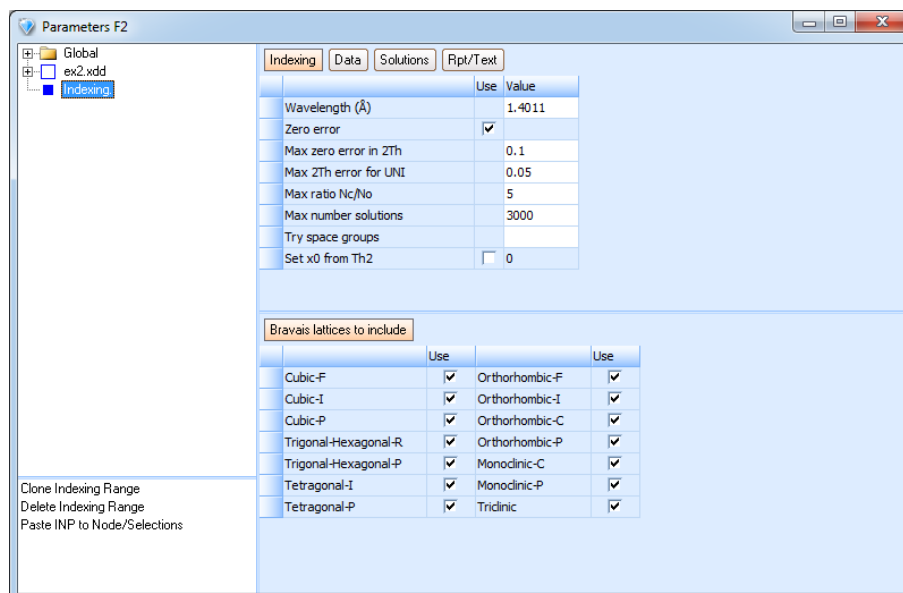 Parameters F2
Global
ex2.xdd
Indexing.
Clone Indexing Range
Delete Indexing Range
Paste INP to Node/Selections
Indexing Data Solutions Rpt/Text
Use Value
Wavelength (Å) 1.4011
Zero error
Max zero error in 2Th 0.1
Max 2Th error for UNI 0.05
Max ratio Nc/No 5
Max number solutions 3000
Try space groups
Set x0 from Th2 0
Bravais lattices to include
Use Use
Cubic-F Orthorhombic-F
Cubic-I Orthorhombic-I
Cubic-P Orthorhombic-C
Trigonal-Hexagonal-R Orthorhombic-P
Trigonal-Hexagonal-P Monoclinic-C
Tetragonal-I Monoclinic-P
Tetragonal-P Triclinic